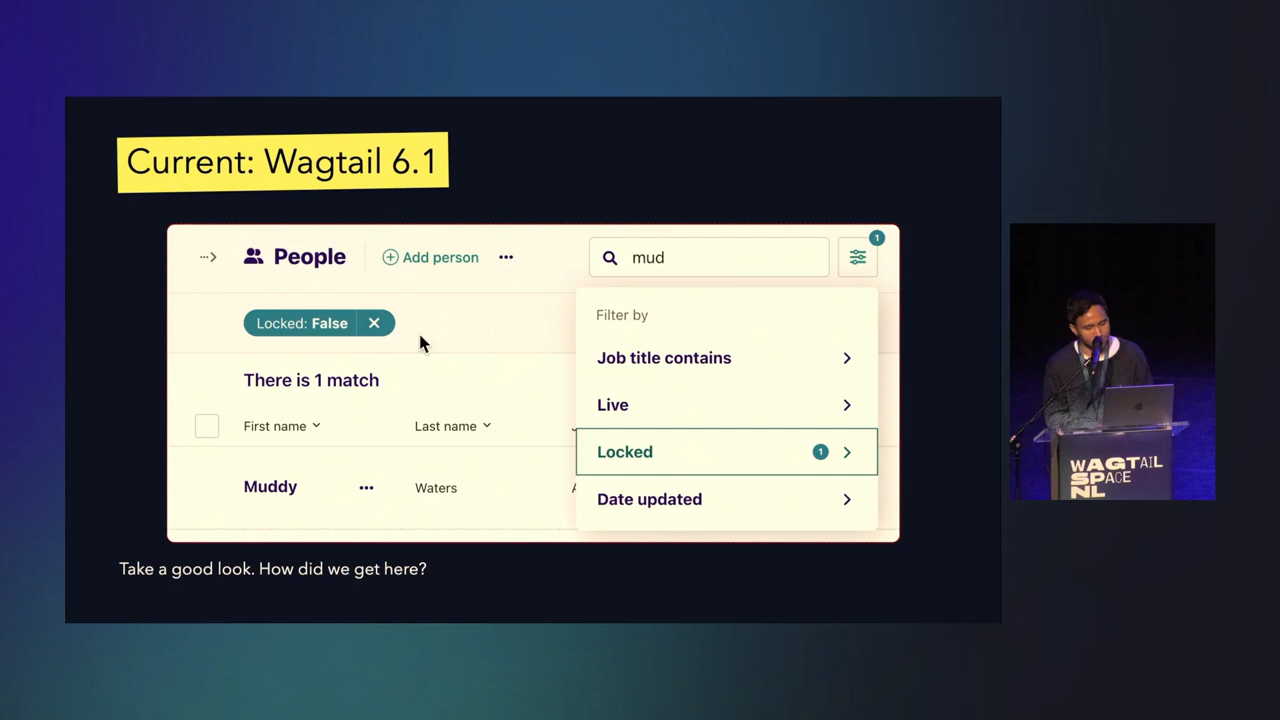 Current: Wagtail 6.1
People
Add person
mud
1
Locked: False
Filter by
Job title contains
Live
Locked 1
Date updated
There is 1 match
First name
Last name
Muddy
Waters
Take a good look. How did we get here?
WAGTAIL
SPACE
NL